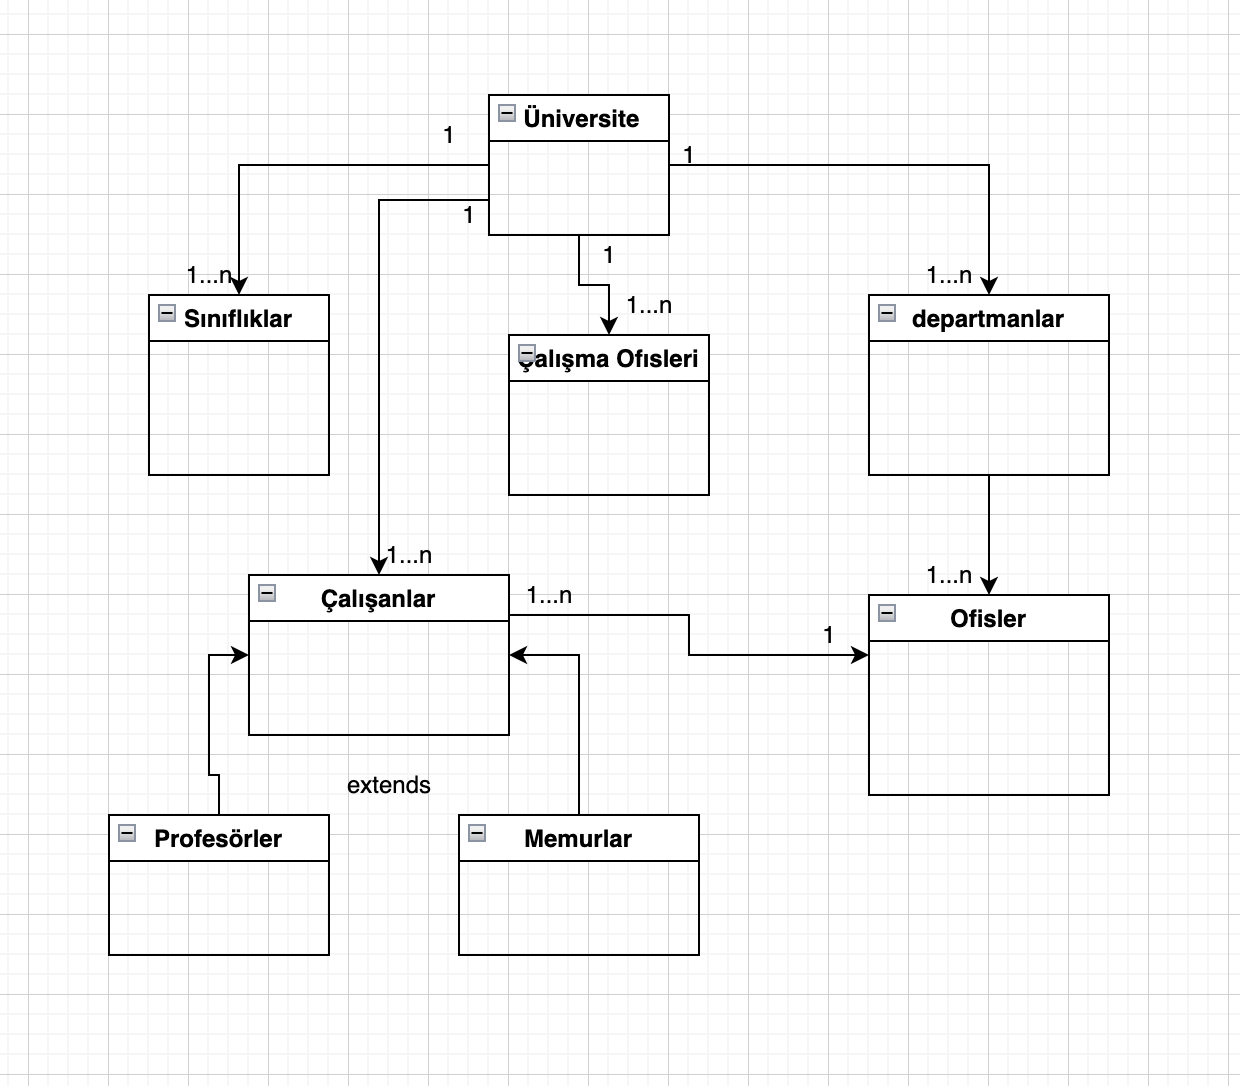 Üniversite
1
1
1
1
1...n
1...n
1...n
Sınıflıklar
departmanlar
Çalışma Ofısleri
1...n
1...n
Çalışanlar
1...n
Ofisler
1
extends
Profesörler
Memurlar